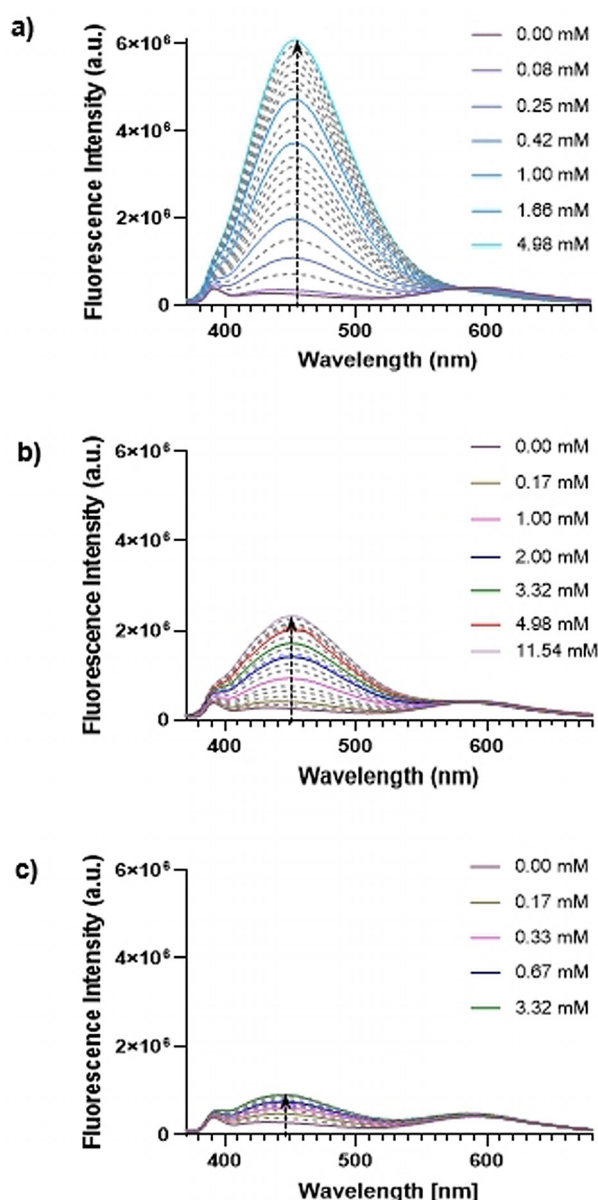 a)
Fluorescence Intensity (a.u.)
6×10⁶
4×10⁶
2×10⁶
0
400 500 600
Wavelength (nm)
0.00 mM
0.08 mM
0.25 mM
0.42 mM
1.00 mM
1.66 mM
4.98 mM
b)
Fluorescence Intensity (a.u.)
6×10⁶
4×10⁶
2×10⁶
0
400 500 600
Wavelength (nm)
0.00 mM
0.17 mM
1.00 mM
2.00 mM
3.32 mM
4.98 mM
11.54 mM
c)
Fluorescence Intensity (a.u.)
6×10⁶
4×10⁶
2×10⁶
0
400 500 600
Wavelength [nm]
0.00 mM
0.17 mM
0.33 mM
0.67 mM
3.32 mM